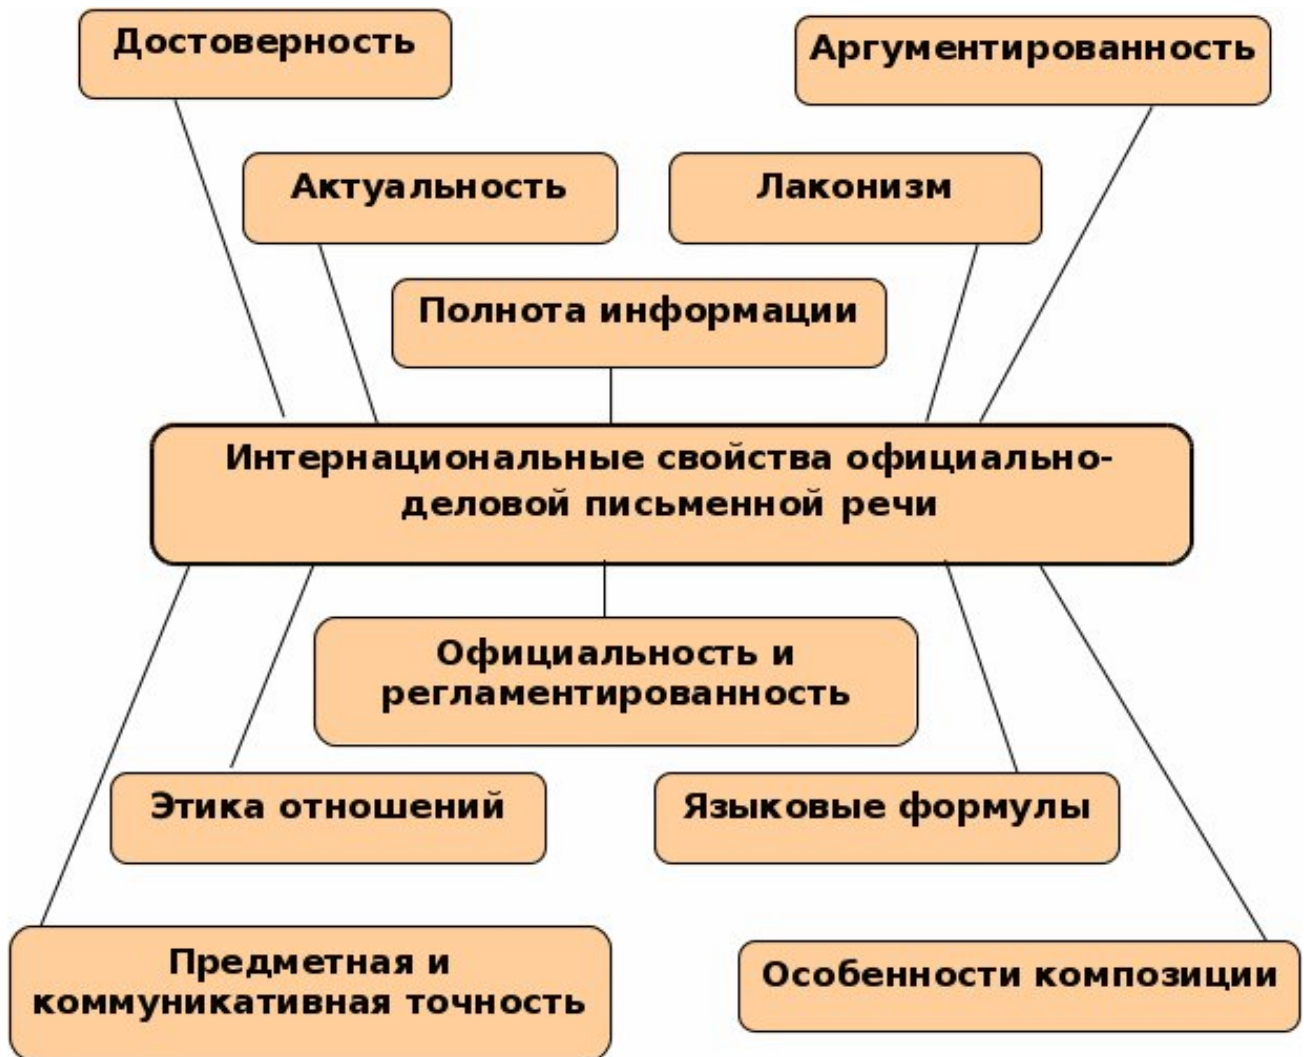 Достоверность
Аргументированность
Актуальность
Лаконизм
Полнота информации
Интернациональные свойства официально-
деловой письменной речи
Официальность и
регламентированность
Этика отношений
Языковые формулы
Предметная и
коммуникативная точность
Особенности композиции